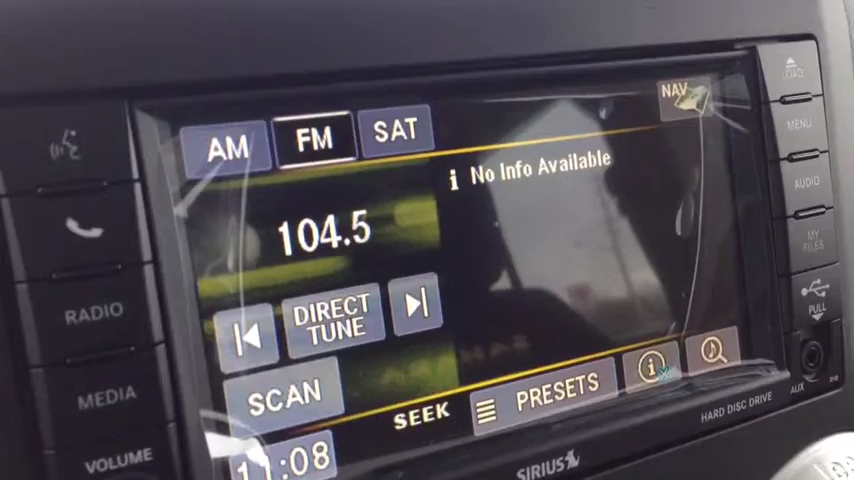 AM FM SAT NAV
i No Info Available
104.5
DIRECT
TUNE
SCAN
SEEK
PRESETS
i
11:08
RADIO
MEDIA
VOLUME
LOAD
MENU
AUDIO
MY
FILES
PULL
AUX
HARD DISC DRIVE
SIRIUS